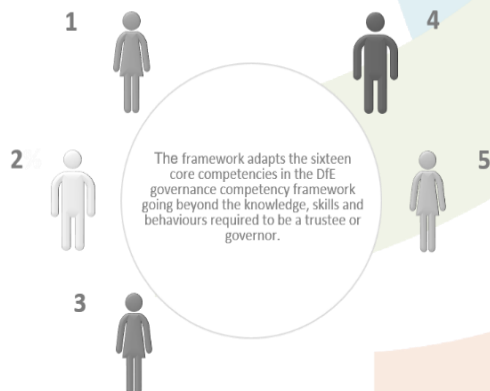 1
4
2
5
The framework adapts the sixteen
core competencies in the DfE
governance competency framework
going beyond the knowledge, skills and
behaviours required to be a trustee or
governor.
3